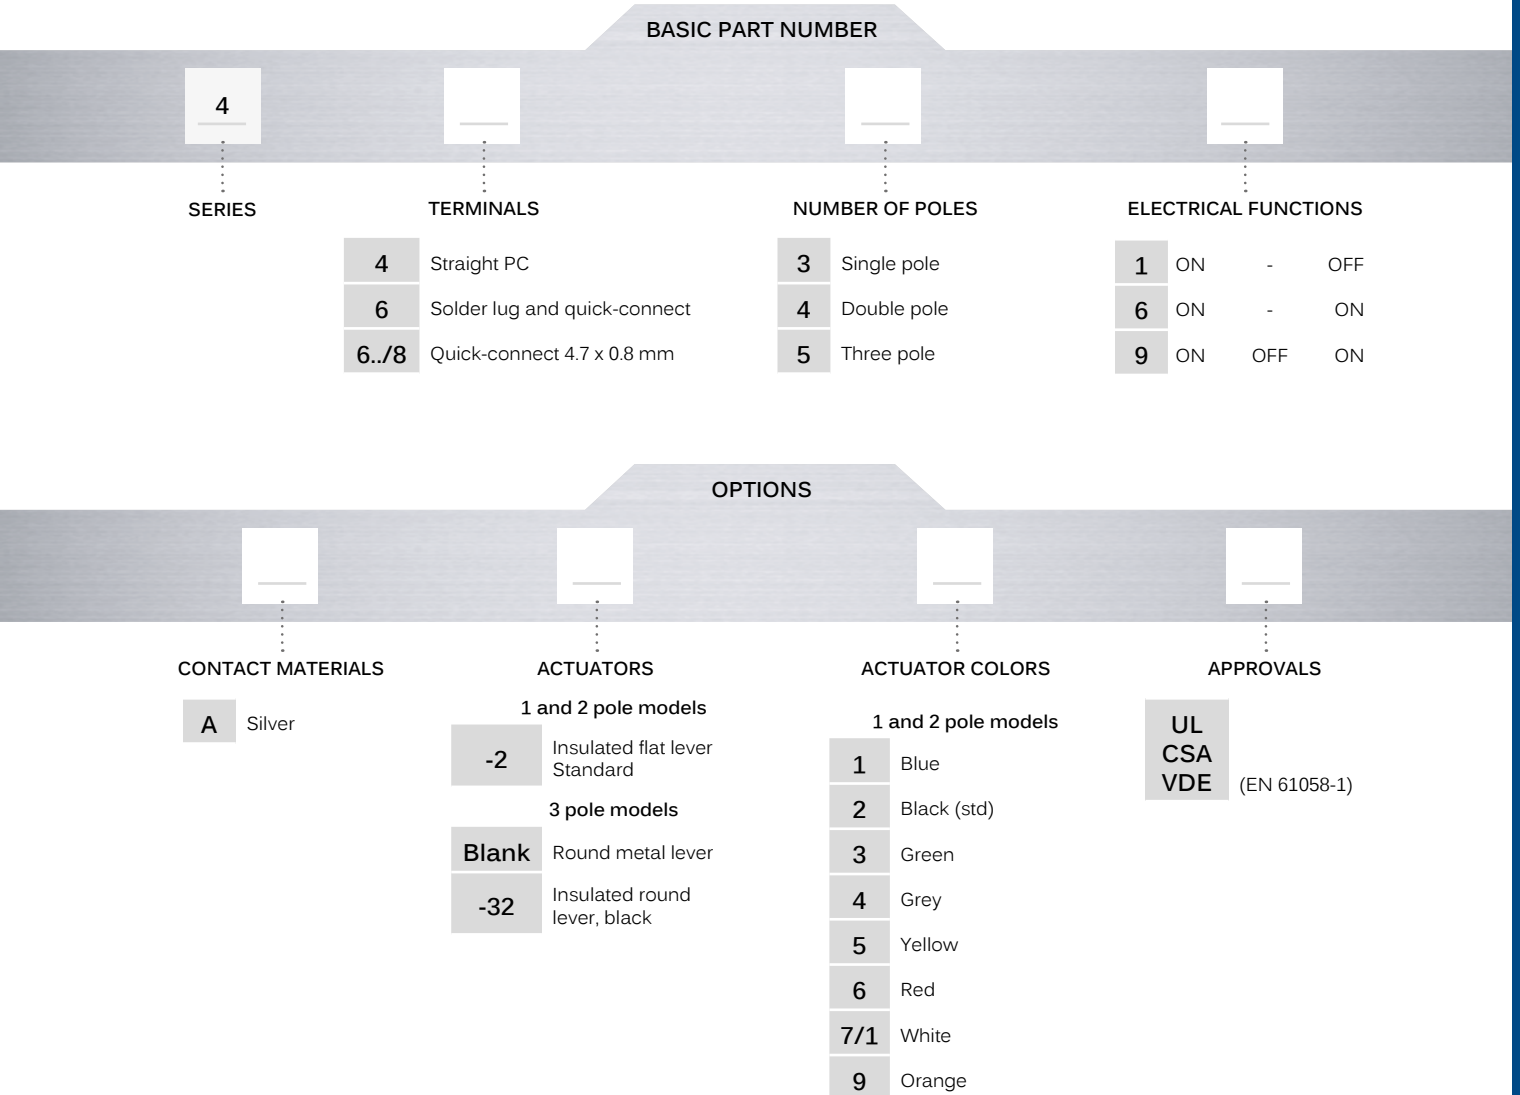 BASIC PART NUMBER
4
SERIES
TERMINALS
4 Straight PC
6 Solder lug and quick-connect
6../8 Quick-connect 4.7 x 0.8 mm
NUMBER OF POLES
3 Single pole
4 Double pole
5 Three pole
ELECTRICAL FUNCTIONS
1 ON - OFF
6 ON - ON
9 ON OFF ON
OPTIONS
CONTACT MATERIALS
A Silver
ACTUATORS
1 and 2 pole models
-2 Insulated flat lever
Standard
3 pole models
Blank Round metal lever
-32 Insulated round
lever, black
ACTUATOR COLORS
1 and 2 pole models
1 Blue
2 Black (std)
3 Green
4 Grey
5 Yellow
6 Red
7/1 White
9 Orange
APPROVALS
UL
CSA
VDE (EN 61058-1)